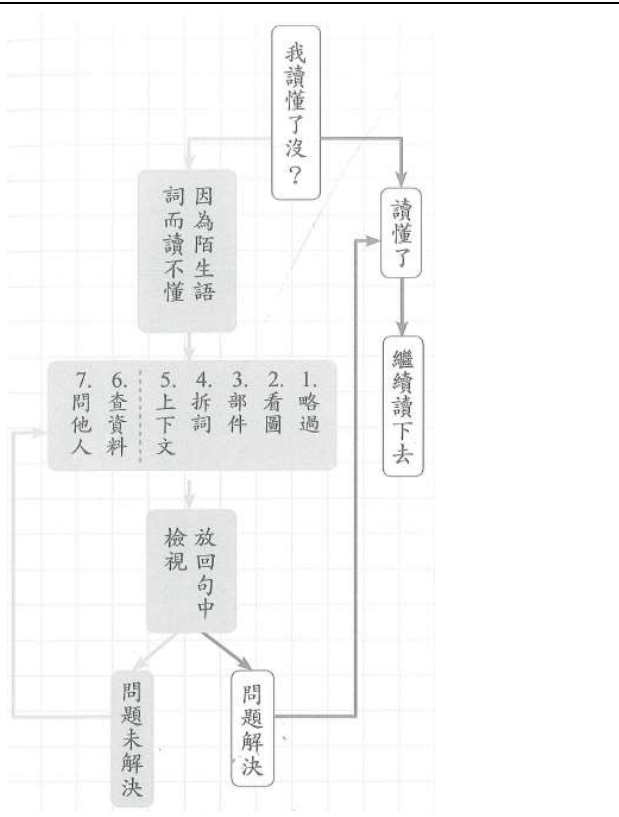 我讀懂了沒？
讀懂了
繼續讀下去
因為陌生語
詞而讀不懂
1.略過
2.看圖
3.部件
4.拆詞
5.上下文
6.查資料
7.問他人
放回句中
檢視
問題解決
問題未解決